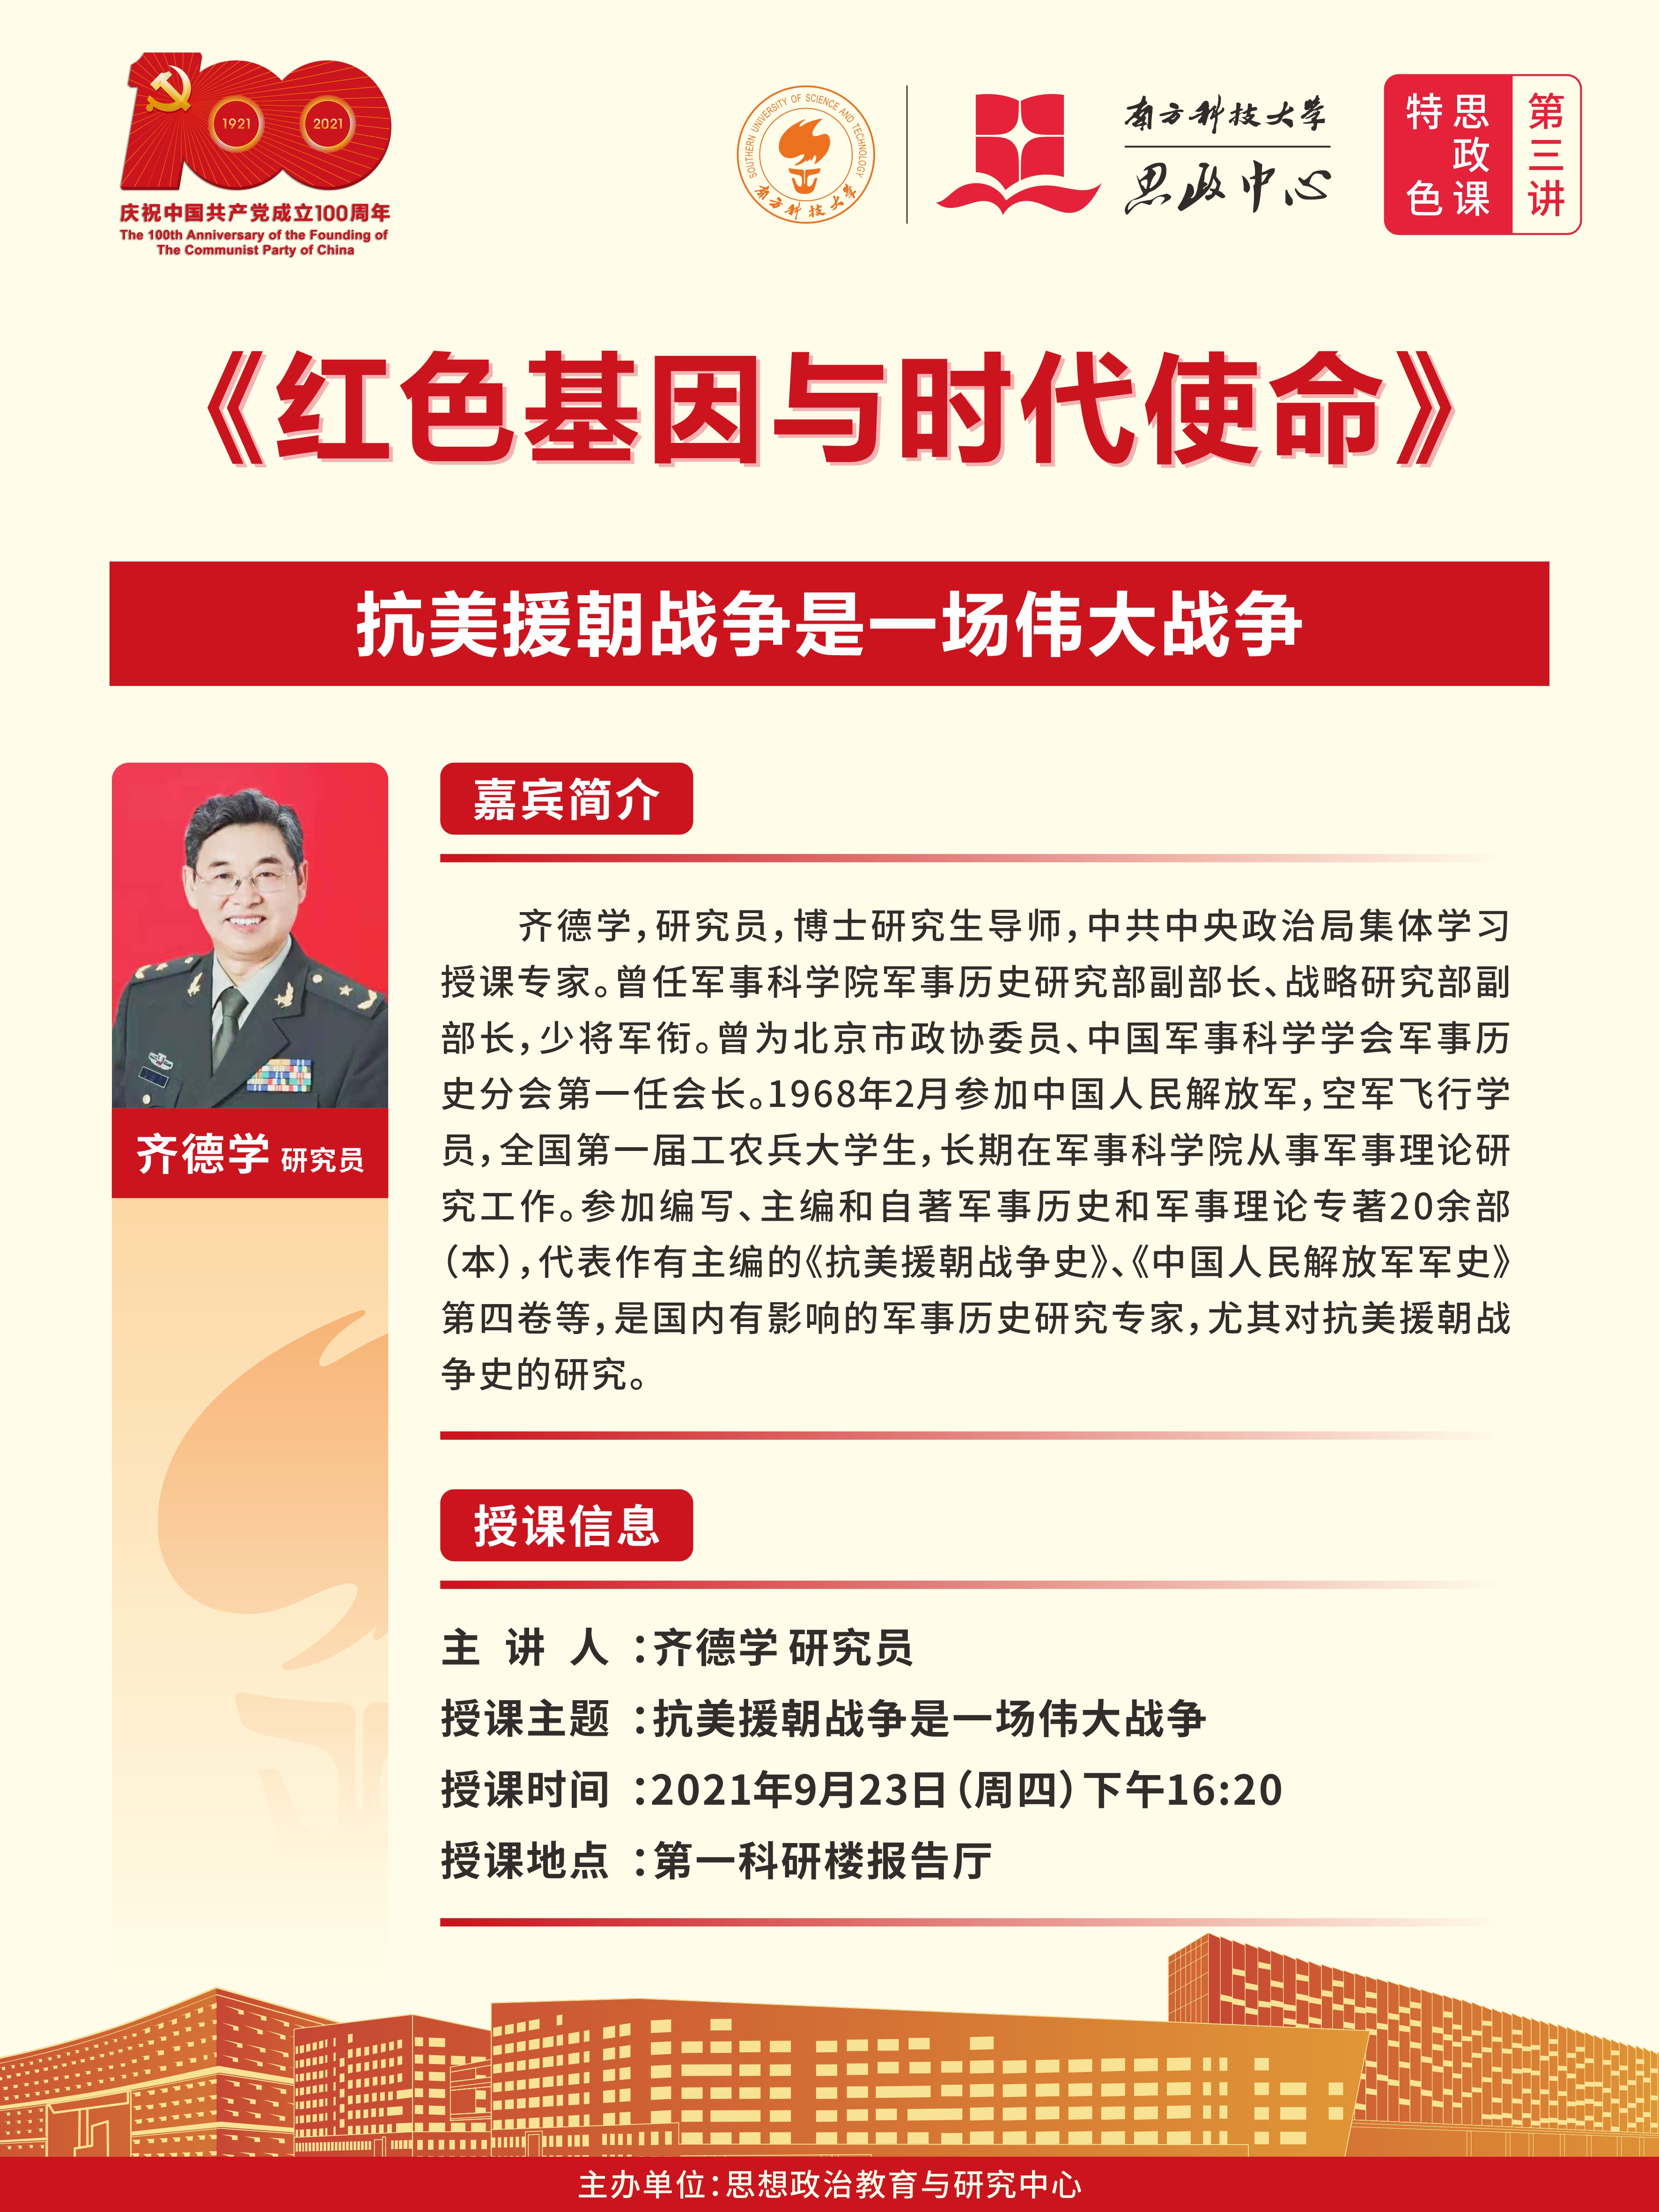 1921
2021
庆祝中国共产党成立100周年
The 100th Anniversary of the Founding of
The Communist Party of China
SOUTHERN UNIVERSITY OF SCIENCE AND TECHNOLOGY
南方科技大学
南方科技大学
思政中心
思政课
特色
第三讲
《红色基因与时代使命》
抗美援朝战争是一场伟大战争
齐德学 研究员
嘉宾简介
齐德学，研究员，博士研究生导师，中共中央政治局集体学习
授课专家。曾任军事科学院军事历史研究部副部长、战略研究部副
部长，少将军衔。曾为北京市政协委员、中国军事科学学会军事历
史分会第一任会长。1968年2月参加中国人民解放军，空军飞行学
员，全国第一届工农兵大学生，长期在军事科学院从事军事理论研
究工作。参加编写、主编和自著军事历史和军事理论专著20余部
（本），代表作有主编的《抗美援朝战争史》、《中国人民解放军军史》
第四卷等，是国内有影响的军事历史研究专家，尤其对抗美援朝战
争史的研究。
授课信息
主 讲 人 ：齐德学 研究员
授课主题 ：抗美援朝战争是一场伟大战争
授课时间 ：2021年9月23日（周四）下午16:20
授课地点 ：第一科研楼报告厅
主办单位：思想政治教育与研究中心